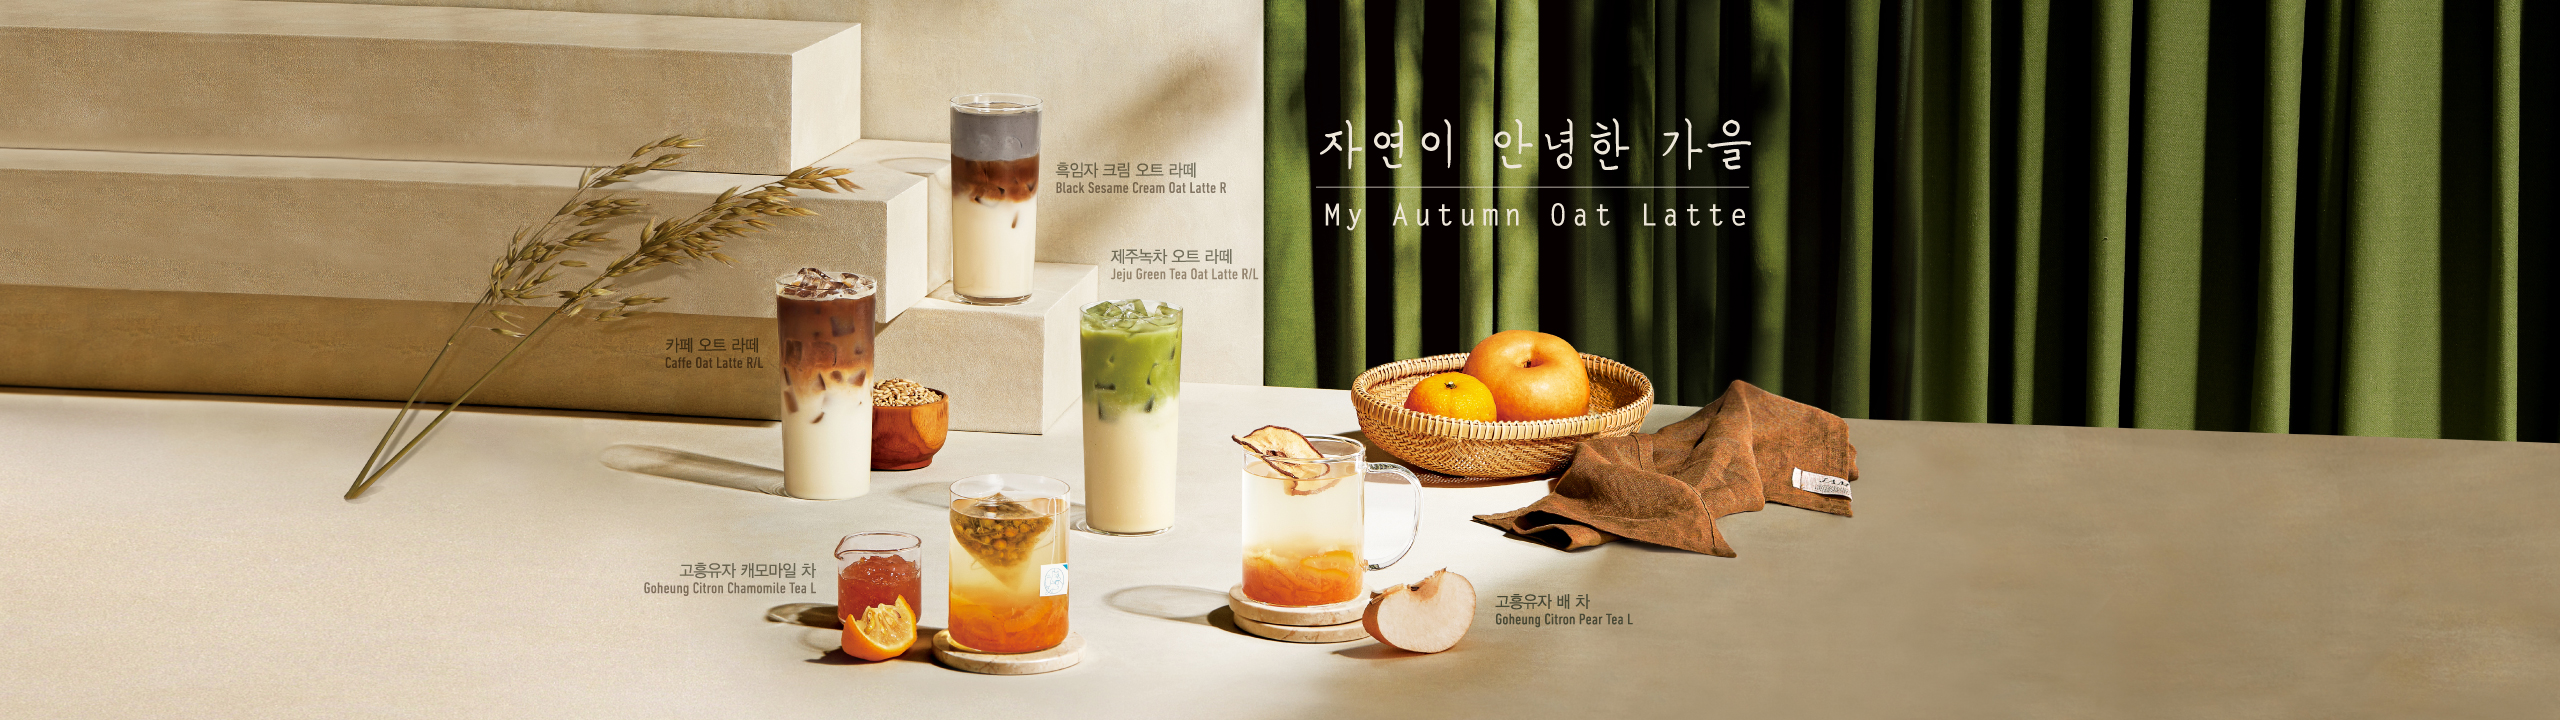 자연이 안녕한 가을
My Autumn Oat Latte
흑임자 크림 오트 라떼
Black Sesame Cream Oat Latte R
제주녹차 오트 라떼
Jeju Green Tea Oat Latte R/L
카페 오트 라떼
Caffe Oat Latte R/L
고흥유자 캐모마일 차
Goheung Citron Chamomile Tea L
고흥유자 배 차
Goheung Citron Pear Tea L